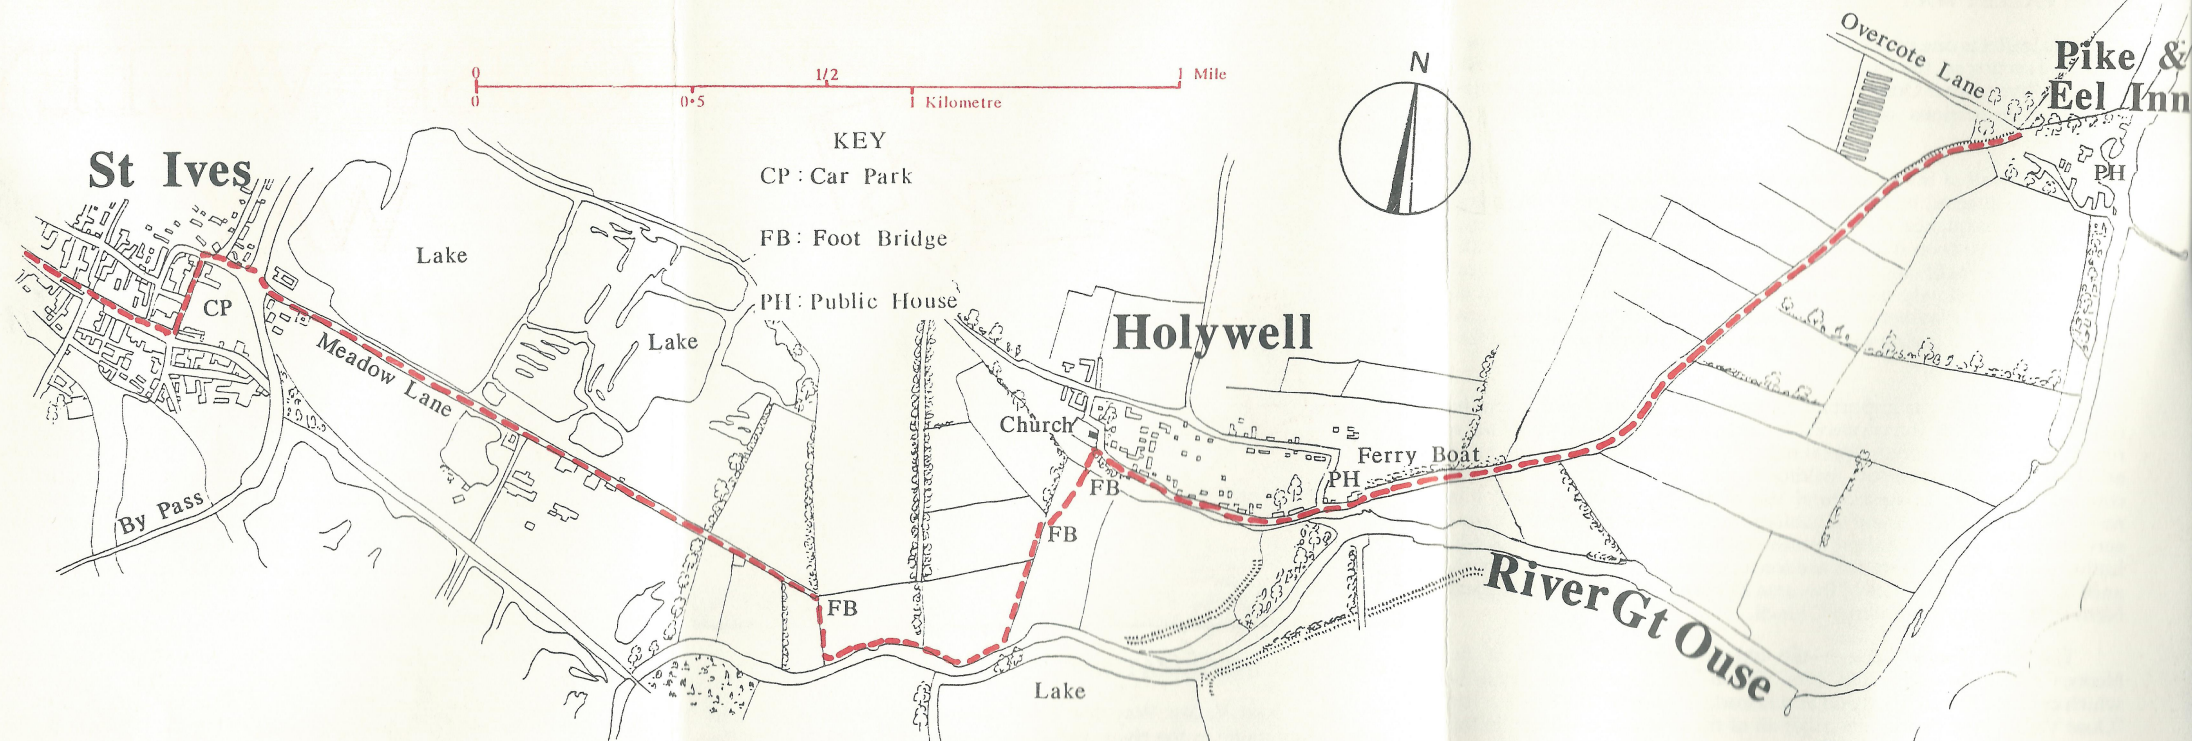 Overcote Lane
Pike &
Eel Inn
PH
N
0 1/2 1 Mile
0 0·5 1 Kilometre
KEY
CP : Car Park
FB : Foot Bridge
PH : Public House
St Ives
CP
Lake
Lake
Meadow Lane
By Pass
Holywell
Church
FB
FB
FB
Ferry Boat
PH
River Gt Ouse
Lake